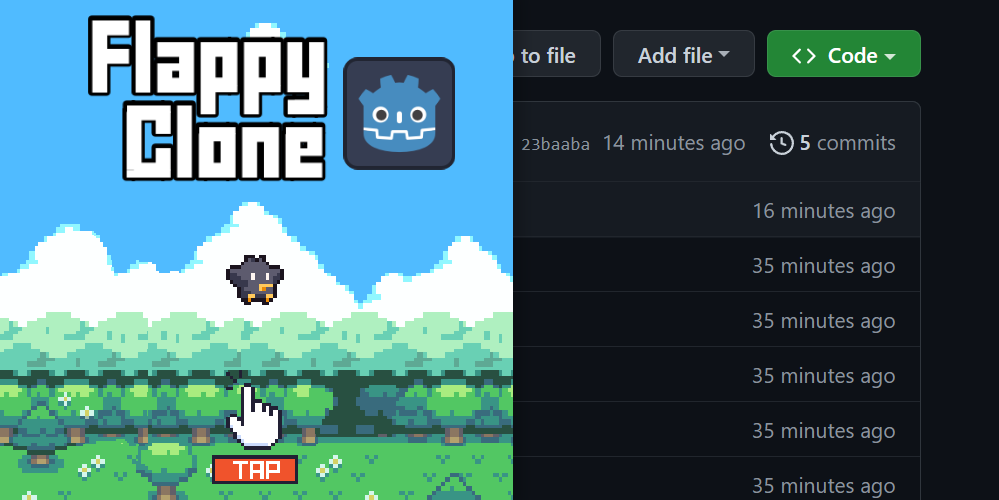 Flappy
Clone
TAP
to file
Add file
Code
23baaba 14 minutes ago 5 commits
16 minutes ago
35 minutes ago
35 minutes ago
35 minutes ago
35 minutes ago
35 minutes ago